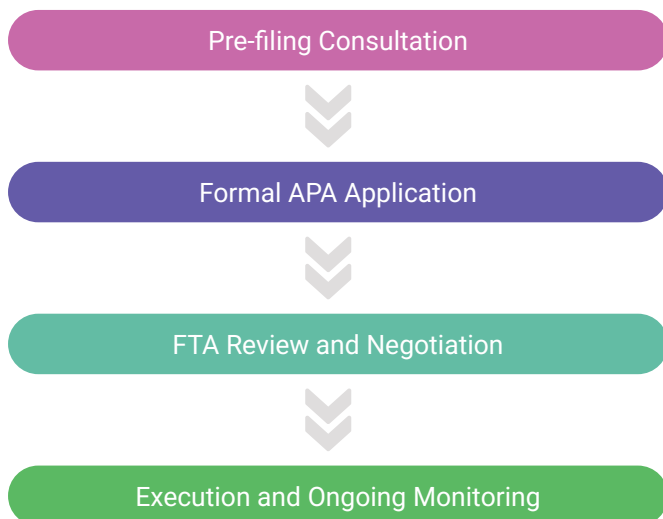 Pre-filing Consultation
Formal APA Application
FTA Review and Negotiation
Execution and Ongoing Monitoring